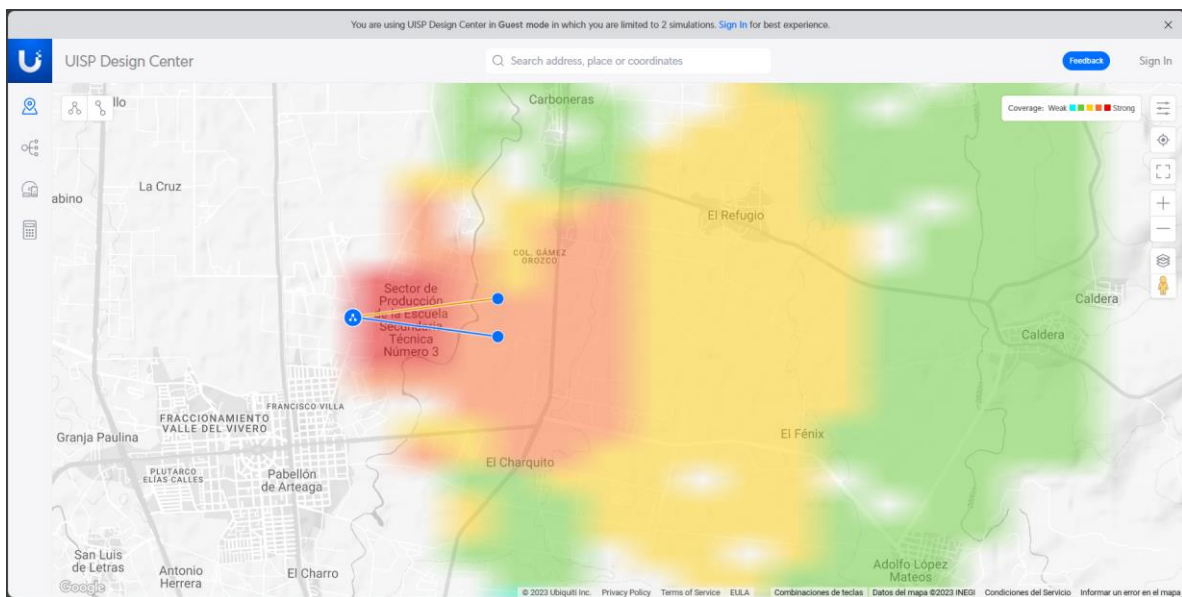 You are using UISP Design Center in Guest mode in which you are limited to 2 simulations. Sign In for best experience.
UISP Design Center
Search address, place or coordinates
Feedback
Sign In
llo
Carboneras
Coverage: Weak Strong
La Cruz
abino
El Refugio
COL. GÁMEZ
OROZCO
Sector de
Producción
de la Escuela
Secundaria
Técnica
Número 3
Caldera
Caldera
FRANCISCO VILLA
FRACCIONAMIENTO
VALLE DEL VIVERO
Granja Paulina
El Fénix
El Charquito
PLUTARCO
ELÍAS CALLES
Pabellón
de Arteaga
San Luis
de Letras
Antonio
Herrera
El Charro
Adolfo López
Mateos
Google
© 2023 Ubiquiti Inc. Privacy Policy Terms of Service EULA Combinaciones de teclas Datos del mapa ©2023 INEGI Condiciones del Servicio Informar un error en el mapa